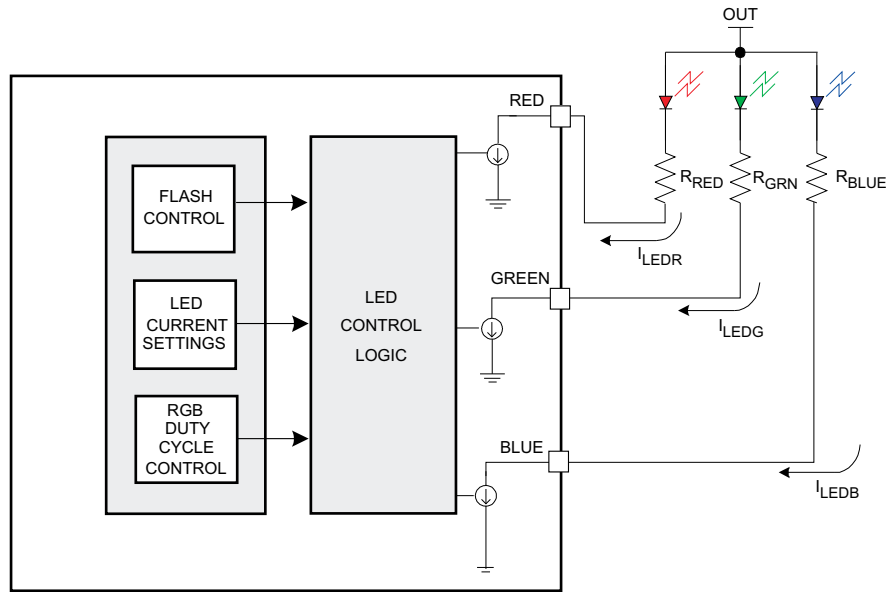 OUT
RED
R_RED
R_GRN
R_BLUE
FLASH
CONTROL
I_LEDR
GREEN
LED
CURRENT
SETTINGS
LED
CONTROL
LOGIC
I_LEDG
RGB
DUTY
CYCLE
CONTROL
BLUE
I_LEDB